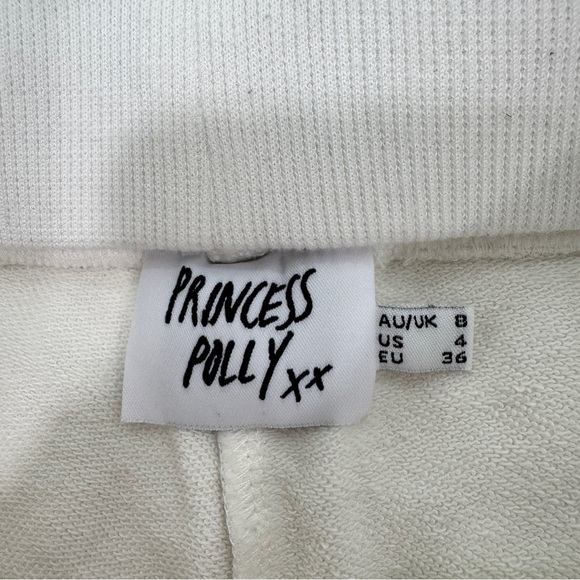 PRINCESS
POLLY xx
AU/UK 8
US 4
EU 36